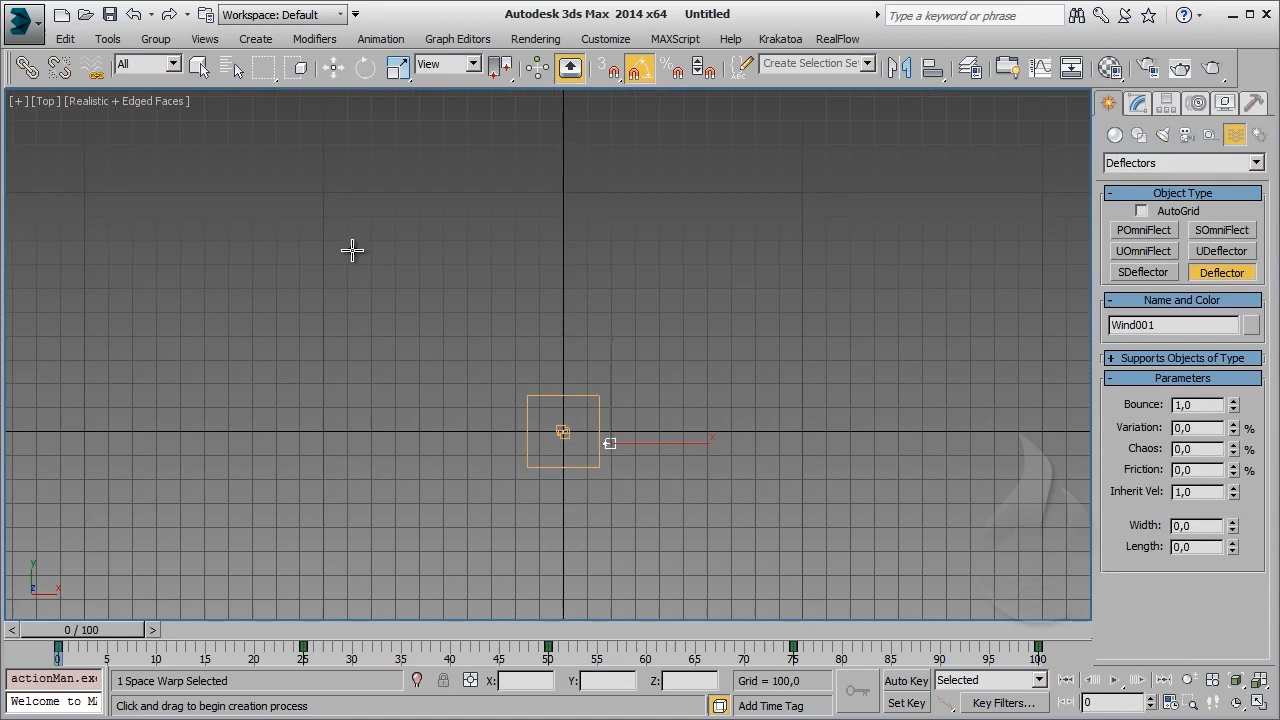 Workspace: Default
Autodesk 3ds Max 2014 x64 Untitled
Type a keyword or phrase
Edit Tools Group Views Create Modifiers Animation Graph Editors Rendering Customize MAXScript Help Krakatoa RealFlow
All
View
3
Create Selection Se
[+][Top][Realistic + Edged Faces]
Deflectors
- Object Type
AutoGrid
POmniFlect SOmniFlect
UOmniFlect UDeflector
SDeflector Deflector
- Name and Color
Wind001
+ Supports Objects of Type
- Parameters
Bounce: 1,0
Variation: 0,0 %
Chaos: 0,0 %
Friction: 0,0 %
Inherit Vel: 1,0
Width: 0,0
Length: 0,0
x
y
z x
< 0 / 100 >
0 5 10 15 20 25 30 35 40 45 50 55 60 65 70 75 80 85 90 95 100
actionMan.exe 1 Space Warp Selected X: Y: Z: Grid = 100,0 Auto Key Selected
Welcome to M Click and drag to begin creation process Add Time Tag Set Key Key Filters... 0